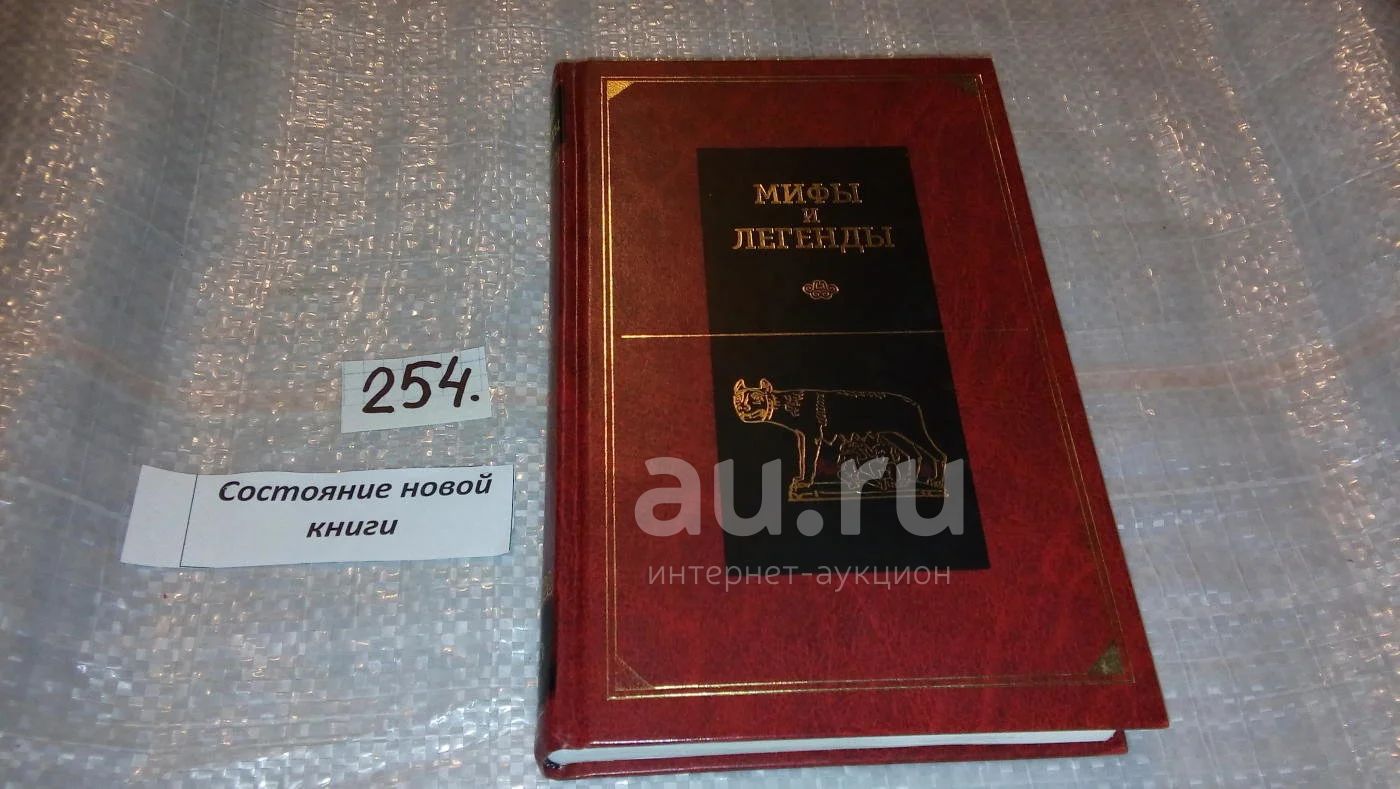 МИФЫ
И
ЛЕГЕНДЫ
254.
Состояние новой
книги
au.ru
интернет-аукцион